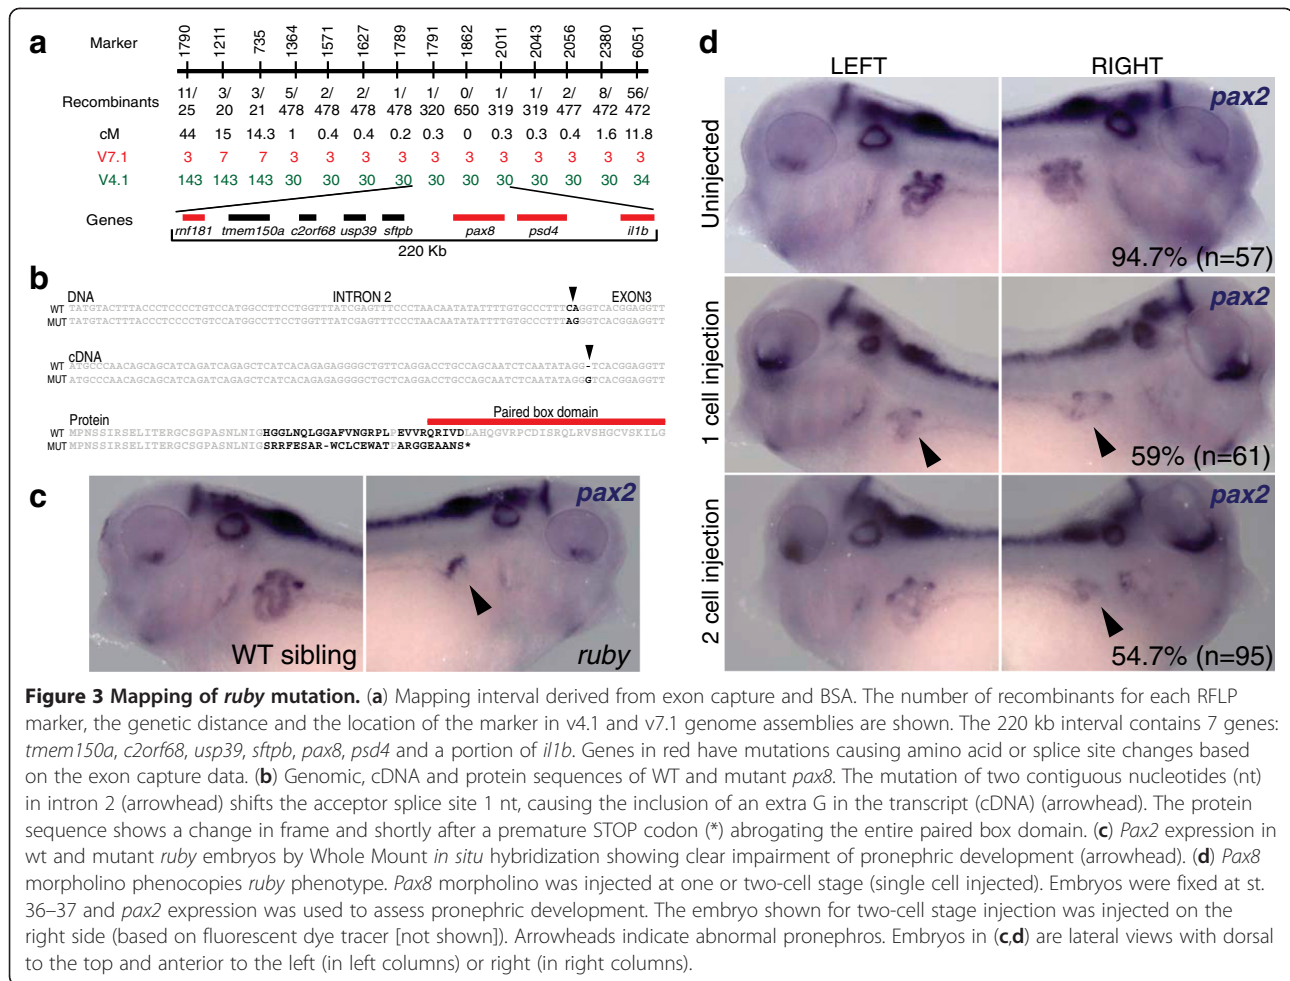 a
Marker 1790 1211 735 1364 1571 1627 1789 1791 1862 2011 2043 2056 2380 6051
Recombinants 11/25 3/20 3/21 5/478 2/478 2/478 1/478 1/320 0/650 1/319 1/319 2/477 8/472 56/472
cM 44 15 14.3 1 0.4 0.4 0.2 0.3 0 0.3 0.3 0.4 1.6 11.8
V7.1 3 7 7 3 3 3 3 3 3 3 3 3 3 3
V4.1 143 143 143 30 30 30 30 30 30 30 30 30 30 34
Genes rnf181 tmem150a c2orf68 usp39 sftpb pax8 psd4 il1b
220 Kb
b
DNA INTRON 2 EXON3
WT TATGTACTTTACCCTCCCCTGTCCATGGCCTTCCTGGTTTATCGAGTTTCCCTAACAATATATTTTGTGCCCTTTCAGGTCACGGAGGTT
MUT TATGTACTTTACCCTCCCCTGTCCATGGCCTTCCTGGTTTATCGAGTTTCCCTAACAATATATTTTGTGCCCTTTAGGGTCACGGAGGTT
cDNA
WT ATGCCCAACAGCAGCATCAGATCAGAGCTCATCACAGAGAGGGGCTGTTCAGGACCTGCCAGCAATCTCAATATAGG-TCACGGAGGTT
MUT ATGCCCAACAGCAGCATCAGATCAGAGCTCATCACAGAGAGGGGCTGCTCAGGACCTGCCAGCAATCTCAATATAGGGTCACGGAGGTT
Protein Paired box domain
WT MPNSSIRSELITERGCSGPASNLNIGHGGLNQLGGAFVNGRPLPEVVRQRIVDLAHQGVRPCDISRQLRVSHGCVSKILG
MUT MPNSSIRSELITERGCSGPASNLNIGSRRFESAR-WCLCEWATPARGGEAANS*
c
pax2
WT sibling
ruby
d
LEFT RIGHT
Uninjected
pax2
94.7% (n=57)
1 cell injection
pax2
59% (n=61)
2 cell injection
pax2
54.7% (n=95)
Figure 3 Mapping of ruby mutation. (a) Mapping interval derived from exon capture and BSA. The number of recombinants for each RFLP
marker, the genetic distance and the location of the marker in v4.1 and v7.1 genome assemblies are shown. The 220 kb interval contains 7 genes:
tmem150a, c2orf68, usp39, sftpb, pax8, psd4 and a portion of il1b. Genes in red have mutations causing amino acid or splice site changes based
on the exon capture data. (b) Genomic, cDNA and protein sequences of WT and mutant pax8. The mutation of two contiguous nucleotides (nt)
in intron 2 (arrowhead) shifts the acceptor splice site 1 nt, causing the inclusion of an extra G in the transcript (cDNA) (arrowhead). The protein
sequence shows a change in frame and shortly after a premature STOP codon (*) abrogating the entire paired box domain. (c) Pax2 expression in
wt and mutant ruby embryos by Whole Mount in situ hybridization showing clear impairment of pronephric development (arrowhead). (d) Pax8
morpholino phenocopies ruby phenotype. Pax8 morpholino was injected at one or two-cell stage (single cell injected). Embryos were fixed at st.
36–37 and pax2 expression was used to assess pronephric development. The embryo shown for two-cell stage injection was injected on the
right side (based on fluorescent dye tracer [not shown]). Arrowheads indicate abnormal pronephros. Embryos in (c,d) are lateral views with dorsal
to the top and anterior to the left (in left columns) or right (in right columns).